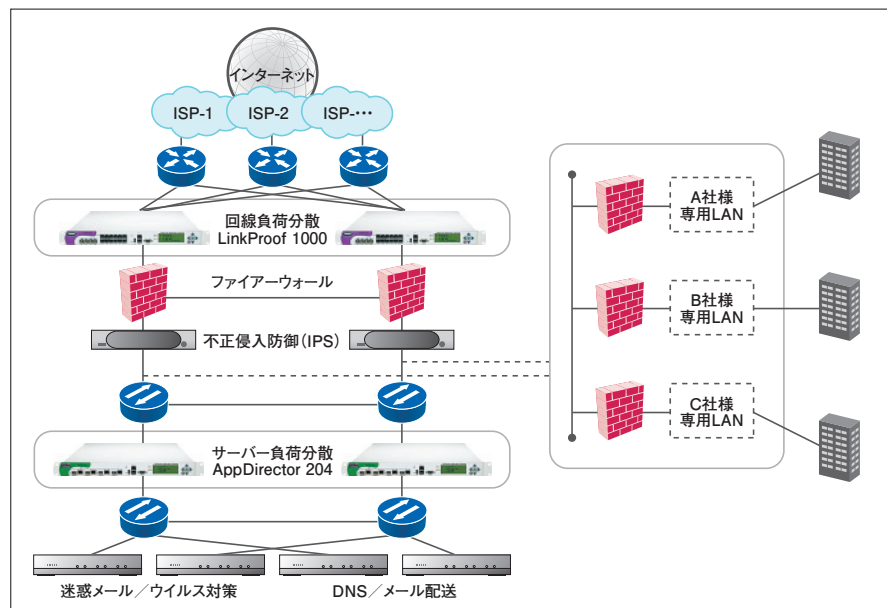 インターネット
ISP-1
ISP-2
ISP-⋯
回線負荷分散
LinkProof 1000
ファイアーウォール
不正侵入防御(IPS)
サーバー負荷分散
AppDirector 204
迷惑メール／ウイルス対策
DNS／メール配送
A社様
専用LAN
B社様
専用LAN
C社様
専用LAN